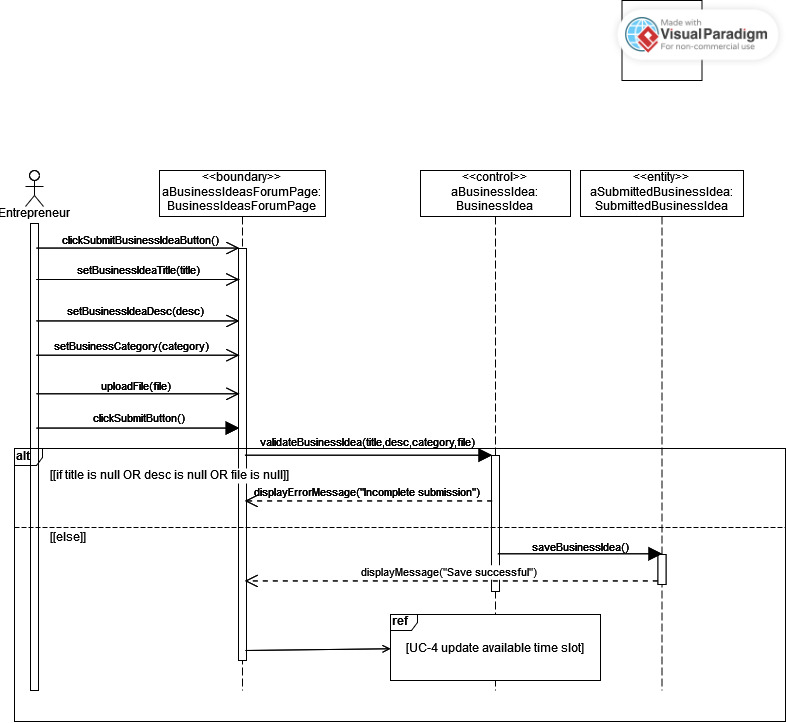 Made with
VisualParadigm
For non-commercial use
Entrepreneur
<<boundary>>
aBusinessIdeasForumPage:
BusinessIdeasForumPage
<<control>>
aBusinessIdea:
BusinessIdea
<<entity>>
aSubmittedBusinessIdea:
SubmittedBusinessIdea
clickSubmitBusinessIdeaButton()
setBusinessIdeaTitle(title)
setBusinessIdeaDesc(desc)
setBusinessCategory(category)
uploadFile(file)
clickSubmitButton()
validateBusinessIdea(title,desc,category,file)
alt
[[if title is null OR desc is null OR file is null]]
displayErrorMessage("Incomplete submission")
[[else]]
saveBusinessIdea()
displayMessage("Save successful")
ref
[UC-4 update available time slot]